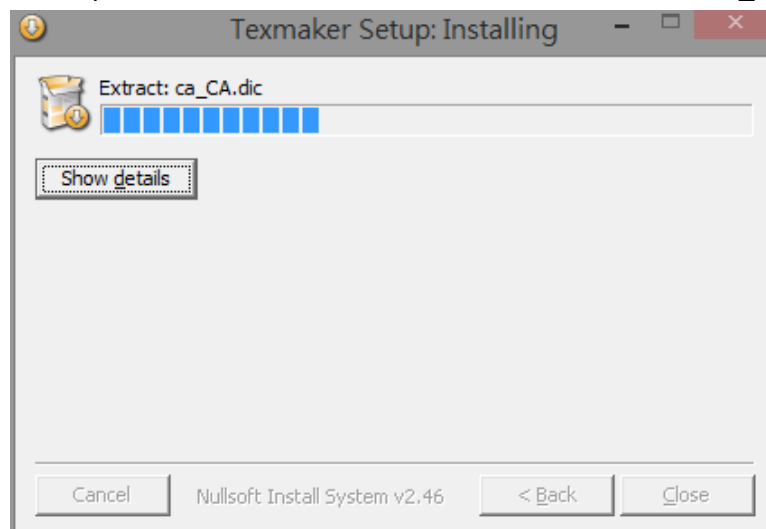 Texmaker Setup: Installing
Extract: ca_CA.dic
Show details
Cancel
Nullsoft Install System v2.46
< Back
Close